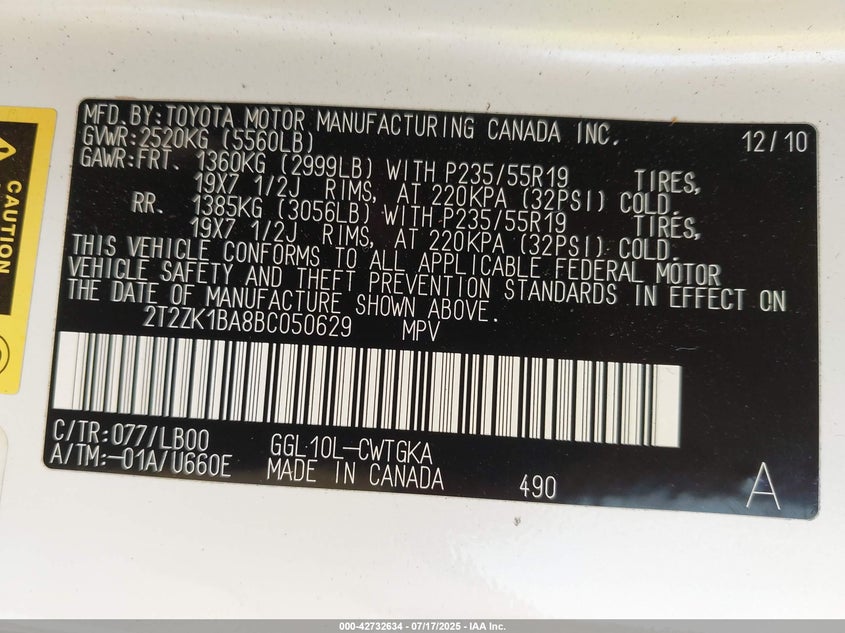 MFD. BY: TOYOTA MOTOR MANUFACTURING CANADA INC. 12/10
GVWR: 2520KG (5560LB)
GAWR: FRT. 1360KG (2999LB) WITH P235/55R19 TIRES,
19X7 1/2J RIMS, AT 220KPA (32PSI) COLD.
RR. 1385KG (3056LB) WITH P235/55R19 TIRES,
19X7 1/2J RIMS, AT 220KPA (32PSI) COLD.
THIS VEHICLE CONFORMS TO ALL APPLICABLE FEDERAL MOTOR
VEHICLE SAFETY AND THEFT PREVENTION STANDARDS IN EFFECT ON
THE DATE OF MANUFACTURE SHOWN ABOVE.
2T2ZK1BA8BC050629 MPV
C/TR: 077/LB00 GGL10L-CWTGKA
A/TM:-01A/U660E MADE IN CANADA 490 A
CAUTION
000-42732634 - 07/17/2025 - IAA Inc.